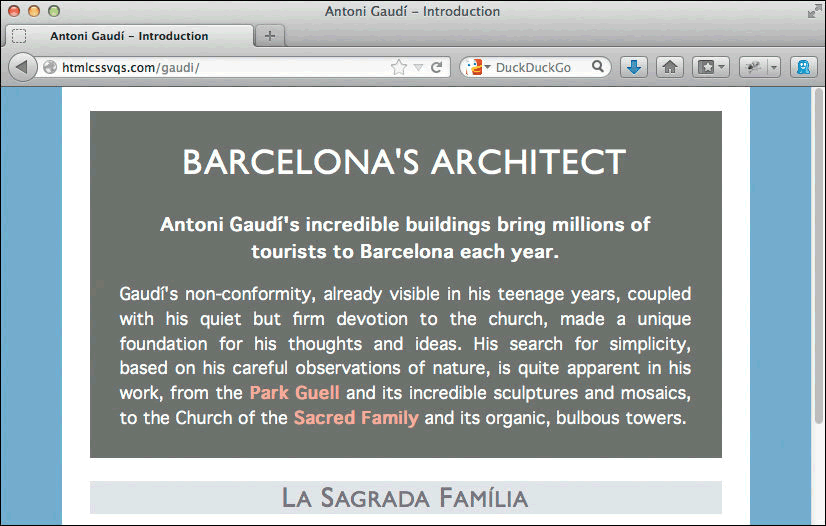 Antoni Gaudí – Introduction
Antoni Gaudí – Introduction
htmlcssvqs.com/gaudi/
DuckDuckGo
BARCELONA'S ARCHITECT
Antoni Gaudí's incredible buildings bring millions of
tourists to Barcelona each year.
Gaudí's non-conformity, already visible in his teenage years, coupled
with his quiet but firm devotion to the church, made a unique
foundation for his thoughts and ideas. His search for simplicity,
based on his careful observations of nature, is quite apparent in his
work, from the Park Guell and its incredible sculptures and mosaics,
to the Church of the Sacred Family and its organic, bulbous towers.
LA SAGRADA FAMÍLIA